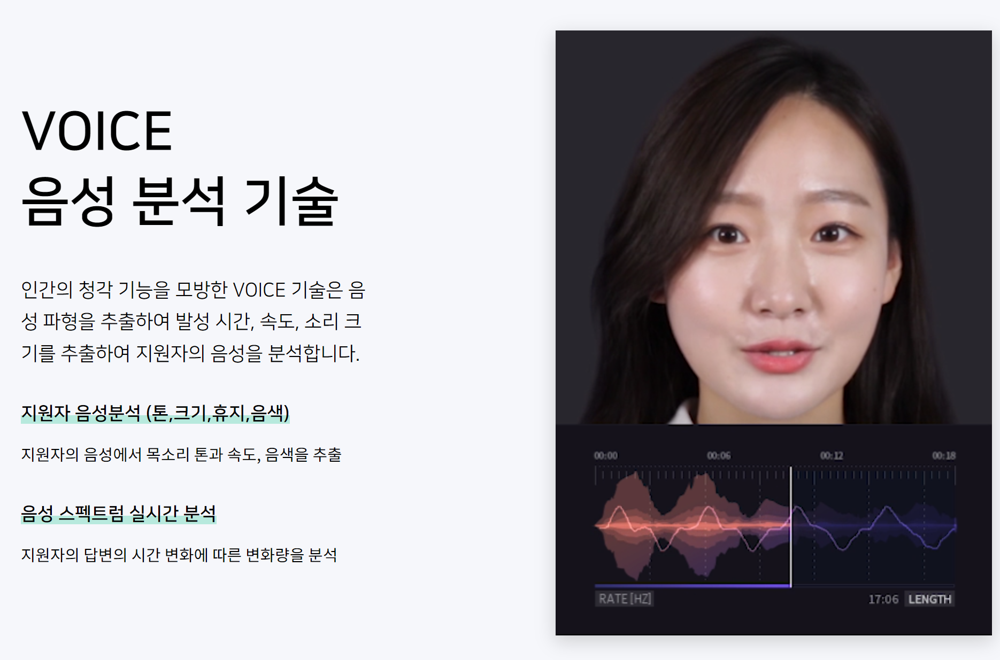 VOICE
음성 분석 기술
인간의 청각 기능을 모방한 VOICE 기술은 음
성 파형을 추출하여 발성 시간, 속도, 소리 크
기를 추출하여 지원자의 음성을 분석합니다.
지원자 음성분석 (톤,크기,휴지,음색)
지원자의 음성에서 목소리 톤과 속도, 음색을 추출
음성 스펙트럼 실시간 분석
지원자의 답변의 시간 변화에 따른 변화량을 분석
00:00 00:06 00:12 00:18
RATE[HZ] 17:06 LENGTH